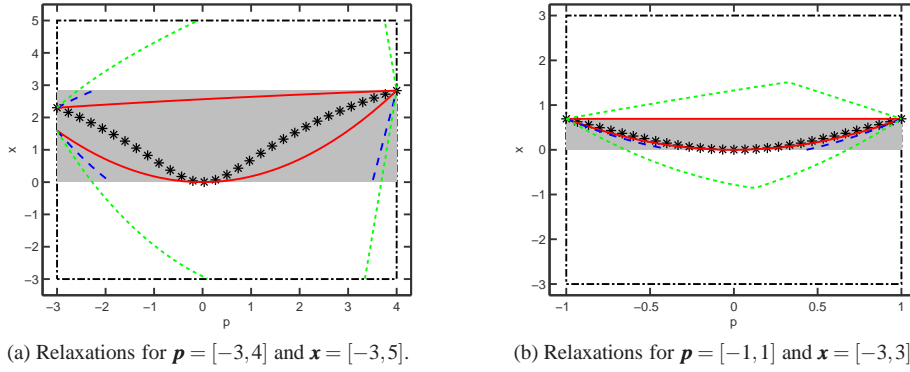 5
4
3
2
1
0
−1
−2
−3
x
−3 −2 −1 0 1 2 3 4
p
(a) Relaxations for p = [−3,4] and x = [−3,5].
3
2
1
0
−1
−2
−3
x
−1 −0.5 0 0.5 1
p
(b) Relaxations for p = [−1,1] and x = [−3,3]